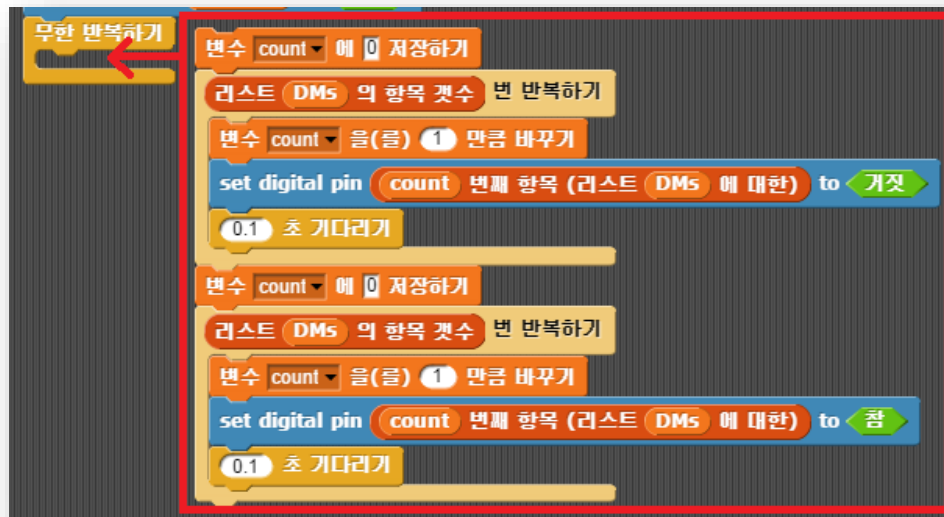 무한 반복하기
변수 count 에 0 저장하기
리스트 DMs 의 항목 갯수 번 반복하기
변수 count 을(를) 1 만큼 바꾸기
set digital pin count 번째 항목 (리스트 DMs 에 대한) to 거짓
0.1 초 기다리기
변수 count 에 0 저장하기
리스트 DMs 의 항목 갯수 번 반복하기
변수 count 을(를) 1 만큼 바꾸기
set digital pin count 번째 항목 (리스트 DMs 에 대한) to 참
0.1 초 기다리기